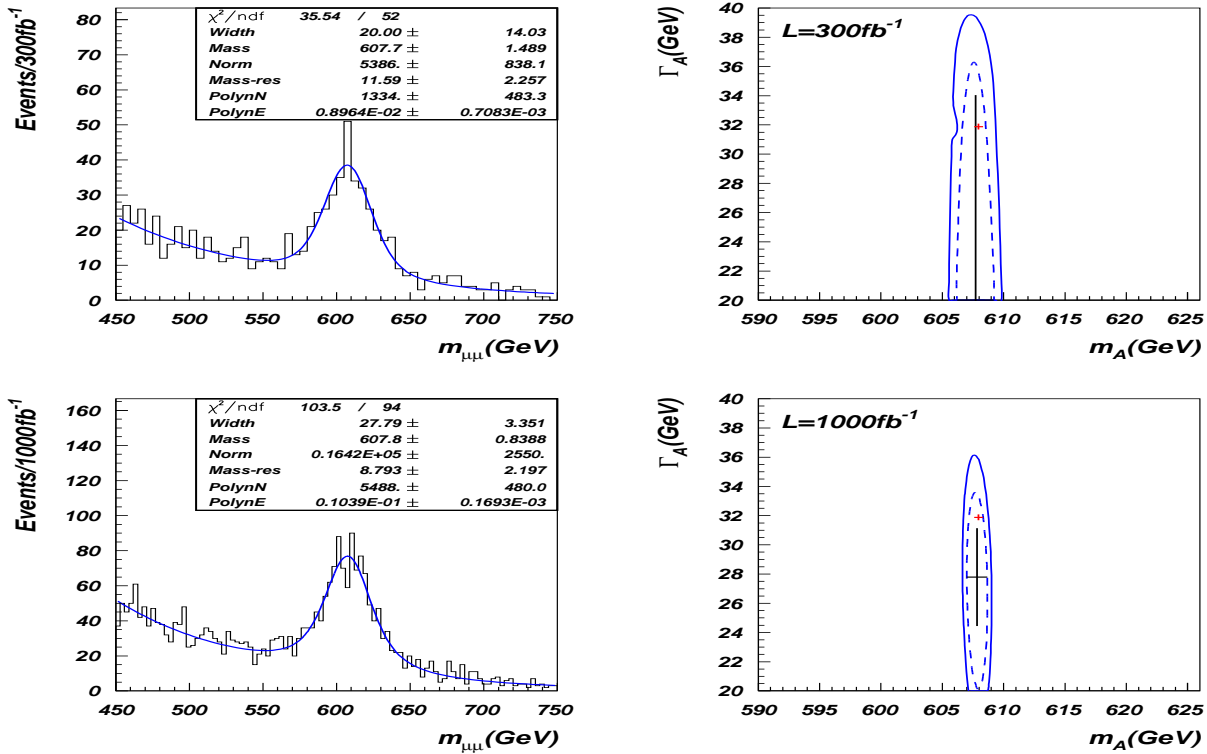 Events/300fb⁻¹
80
70
60
50
40
30
20
10
0
χ²/ndf 35.54 / 52
Width 20.00 ± 14.03
Mass 607.7 ± 1.489
Norm 5386. ± 838.1
Mass-res 11.59 ± 2.257
PolynN 1334. ± 483.3
PolynE 0.8964E-02 ± 0.7083E-03
450 500 550 600 650 700 750
m_μμ(GeV)
Γ_A(GeV)
40
38
36
34
32
30
28
26
24
22
20
L=300fb⁻¹
590 595 600 605 610 615 620 625
m_A(GeV)
Events/1000fb⁻¹
160
140
120
100
80
60
40
20
0
χ²/ndf 103.5 / 94
Width 27.79 ± 3.351
Mass 607.8 ± 0.8388
Norm 0.1642E+05 ± 2550.
Mass-res 8.793 ± 2.197
PolynN 5488. ± 480.0
PolynE 0.1039E-01 ± 0.1693E-03
450 500 550 600 650 700 750
m_μμ(GeV)
Γ_A(GeV)
40
38
36
34
32
30
28
26
24
22
20
L=1000fb⁻¹
590 595 600 605 610 615 620 625
m_A(GeV)